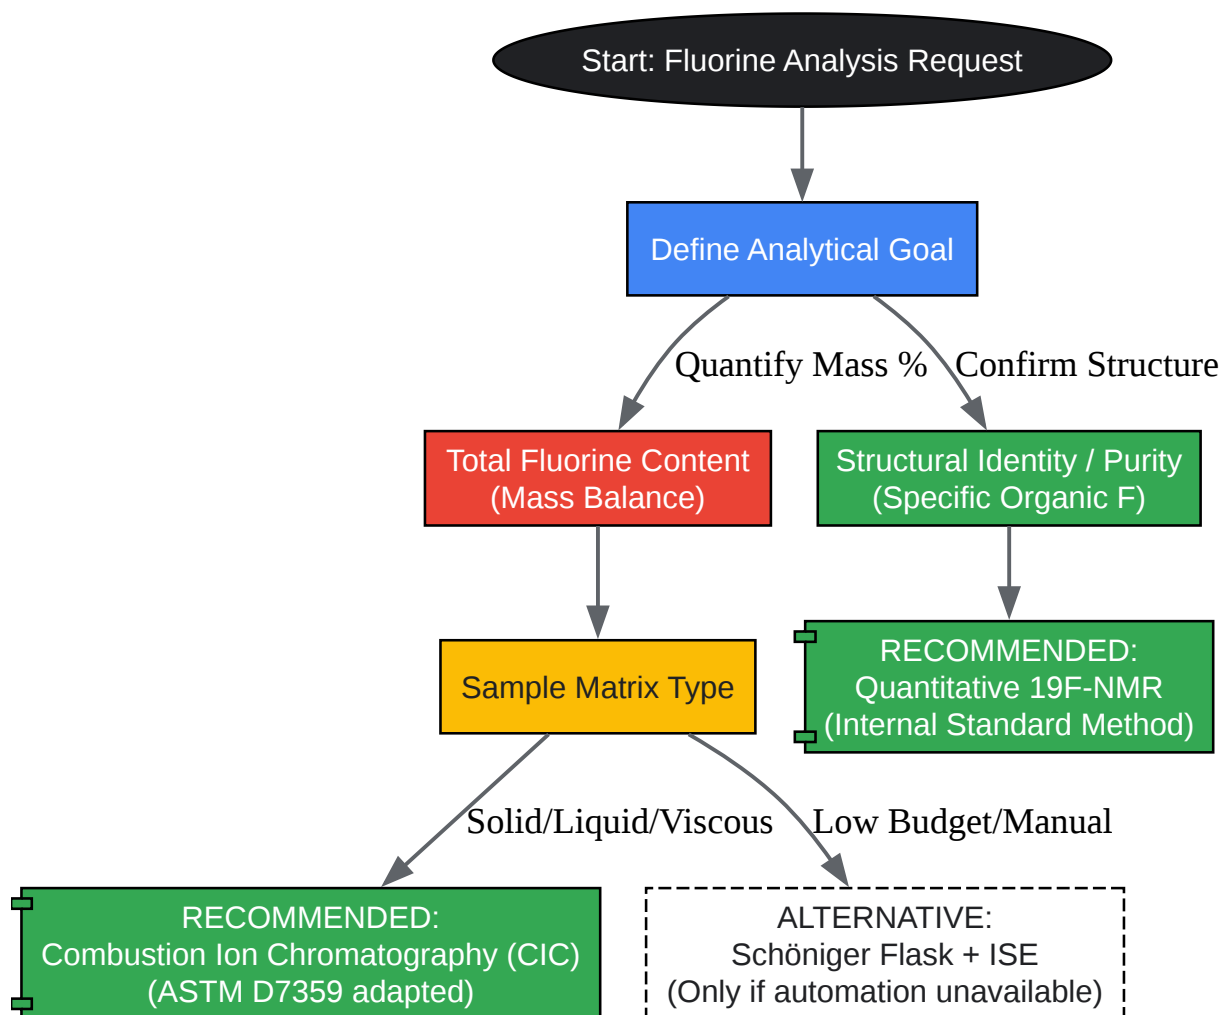 Start: Fluorine Analysis Request
Define Analytical Goal
Quantify Mass %
Confirm Structure
Total Fluorine Content
(Mass Balance)
Structural Identity / Purity
(Specific Organic F)
Sample Matrix Type
RECOMMENDED:
Quantitative 19F-NMR
(Internal Standard Method)
Solid/Liquid/Viscous
Low Budget/Manual
RECOMMENDED:
Combustion Ion Chromatography (CIC)
(ASTM D7359 adapted)
ALTERNATIVE:
Schöniger Flask + ISE
(Only if automation unavailable)